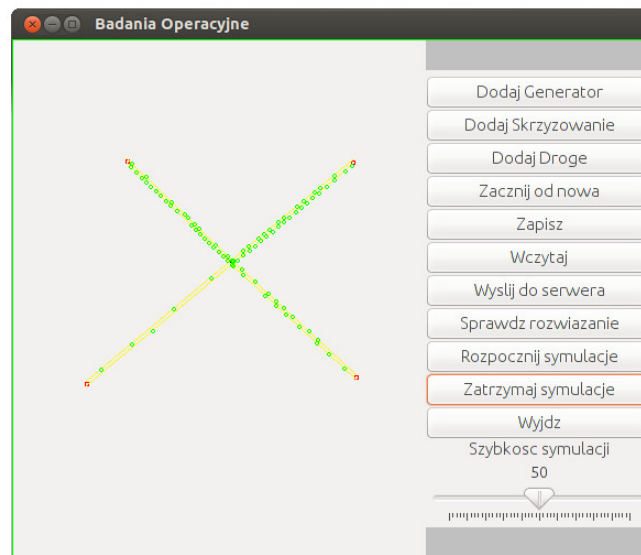 Badania Operacyjne
Dodaj Generator
Dodaj Skrzyzowanie
Dodaj Droge
Zacznij od nowa
Zapisz
Wczytaj
Wyslij do serwera
Sprawdz rozwiazanie
Rozpocznij symulacje
Zatrzymaj symulacje
Wyjdz
Szybkosc symulacji
50